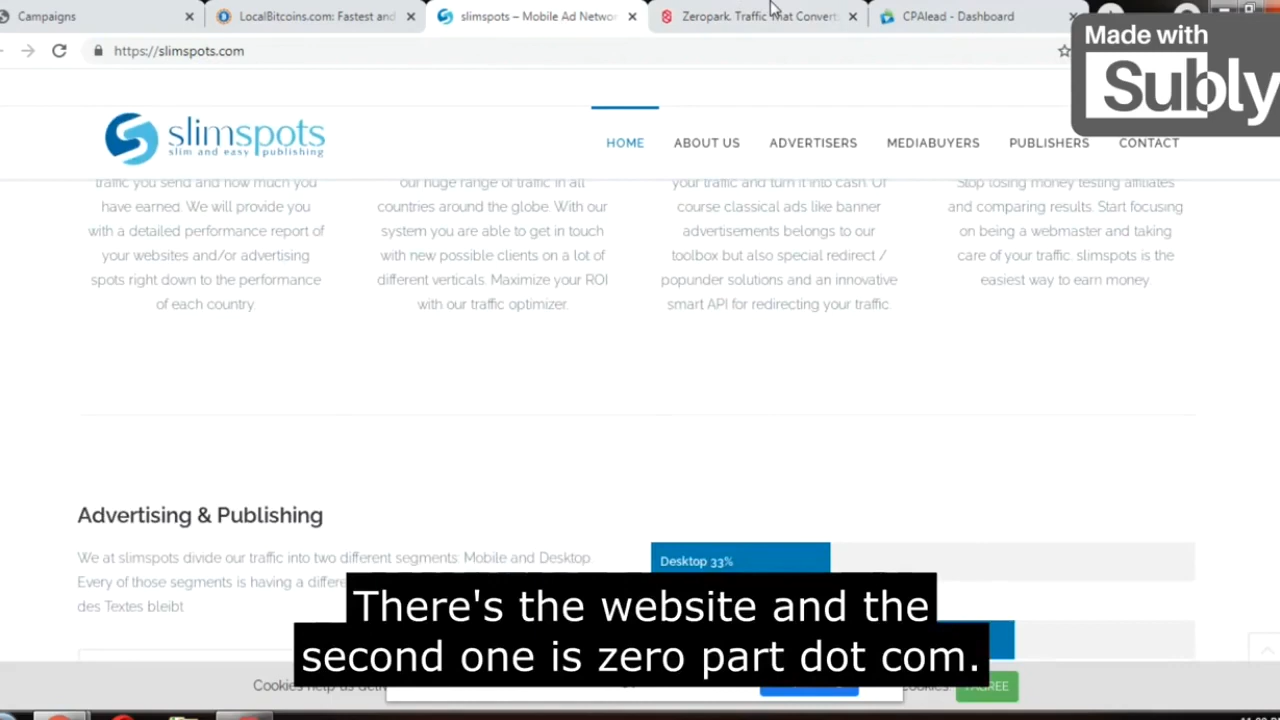 Campaigns
LocalBitcoins.com: Fastest and
slimspots – Mobile Ad Networ
Zeropark. Traffic That Convert
CPAlead - Dashboard
https://slimspots.com
Made with
Subly
slimspots
slim and easy publishing
HOME
ABOUT US
ADVERTISERS
MEDIABUYERS
PUBLISHERS
CONTACT
traffic you send and how much you
have earned. We will provide you
with a detailed performance report of
your websites and/or advertising
spots right down to the performance
of each country.
our huge range of traffic in all
countries around the globe. With our
system you are able to get in touch
with new possible clients on a lot of
different verticals. Maximize your ROI
with our traffic optimizer.
your traffic and turn it into cash. Of
course classical ads like banner
advertisements belongs to our
toolbox but also special redirect /
popunder solutions and an innovative
smart API for redirecting your traffic.
Stop losing money testing affiliates
and comparing results. Start focusing
on being a webmaster and taking
care of your traffic. slimspots is the
easiest way to earn money.
Advertising & Publishing
We at slimspots divide our traffic into two different segments: Mobile and Desktop.
Every of those segments is having a differe
des Textes bleibt
Desktop 33%
There's the website and the
second one is zero part dot com.
Cookies help us deliv
cookies.
AGREE